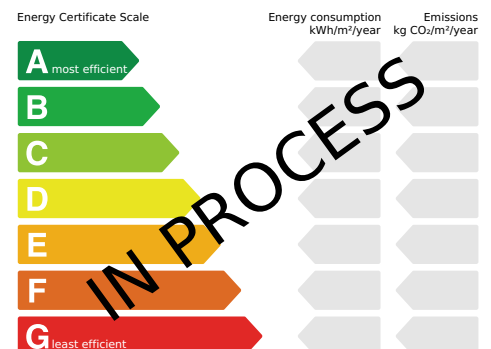 Energy Certificate Scale
Energy consumption
kWh/m²/year
Emissions
kg CO₂/m²/year
A most efficient
B
C
D
E
F
G least efficient
IN PROCESS